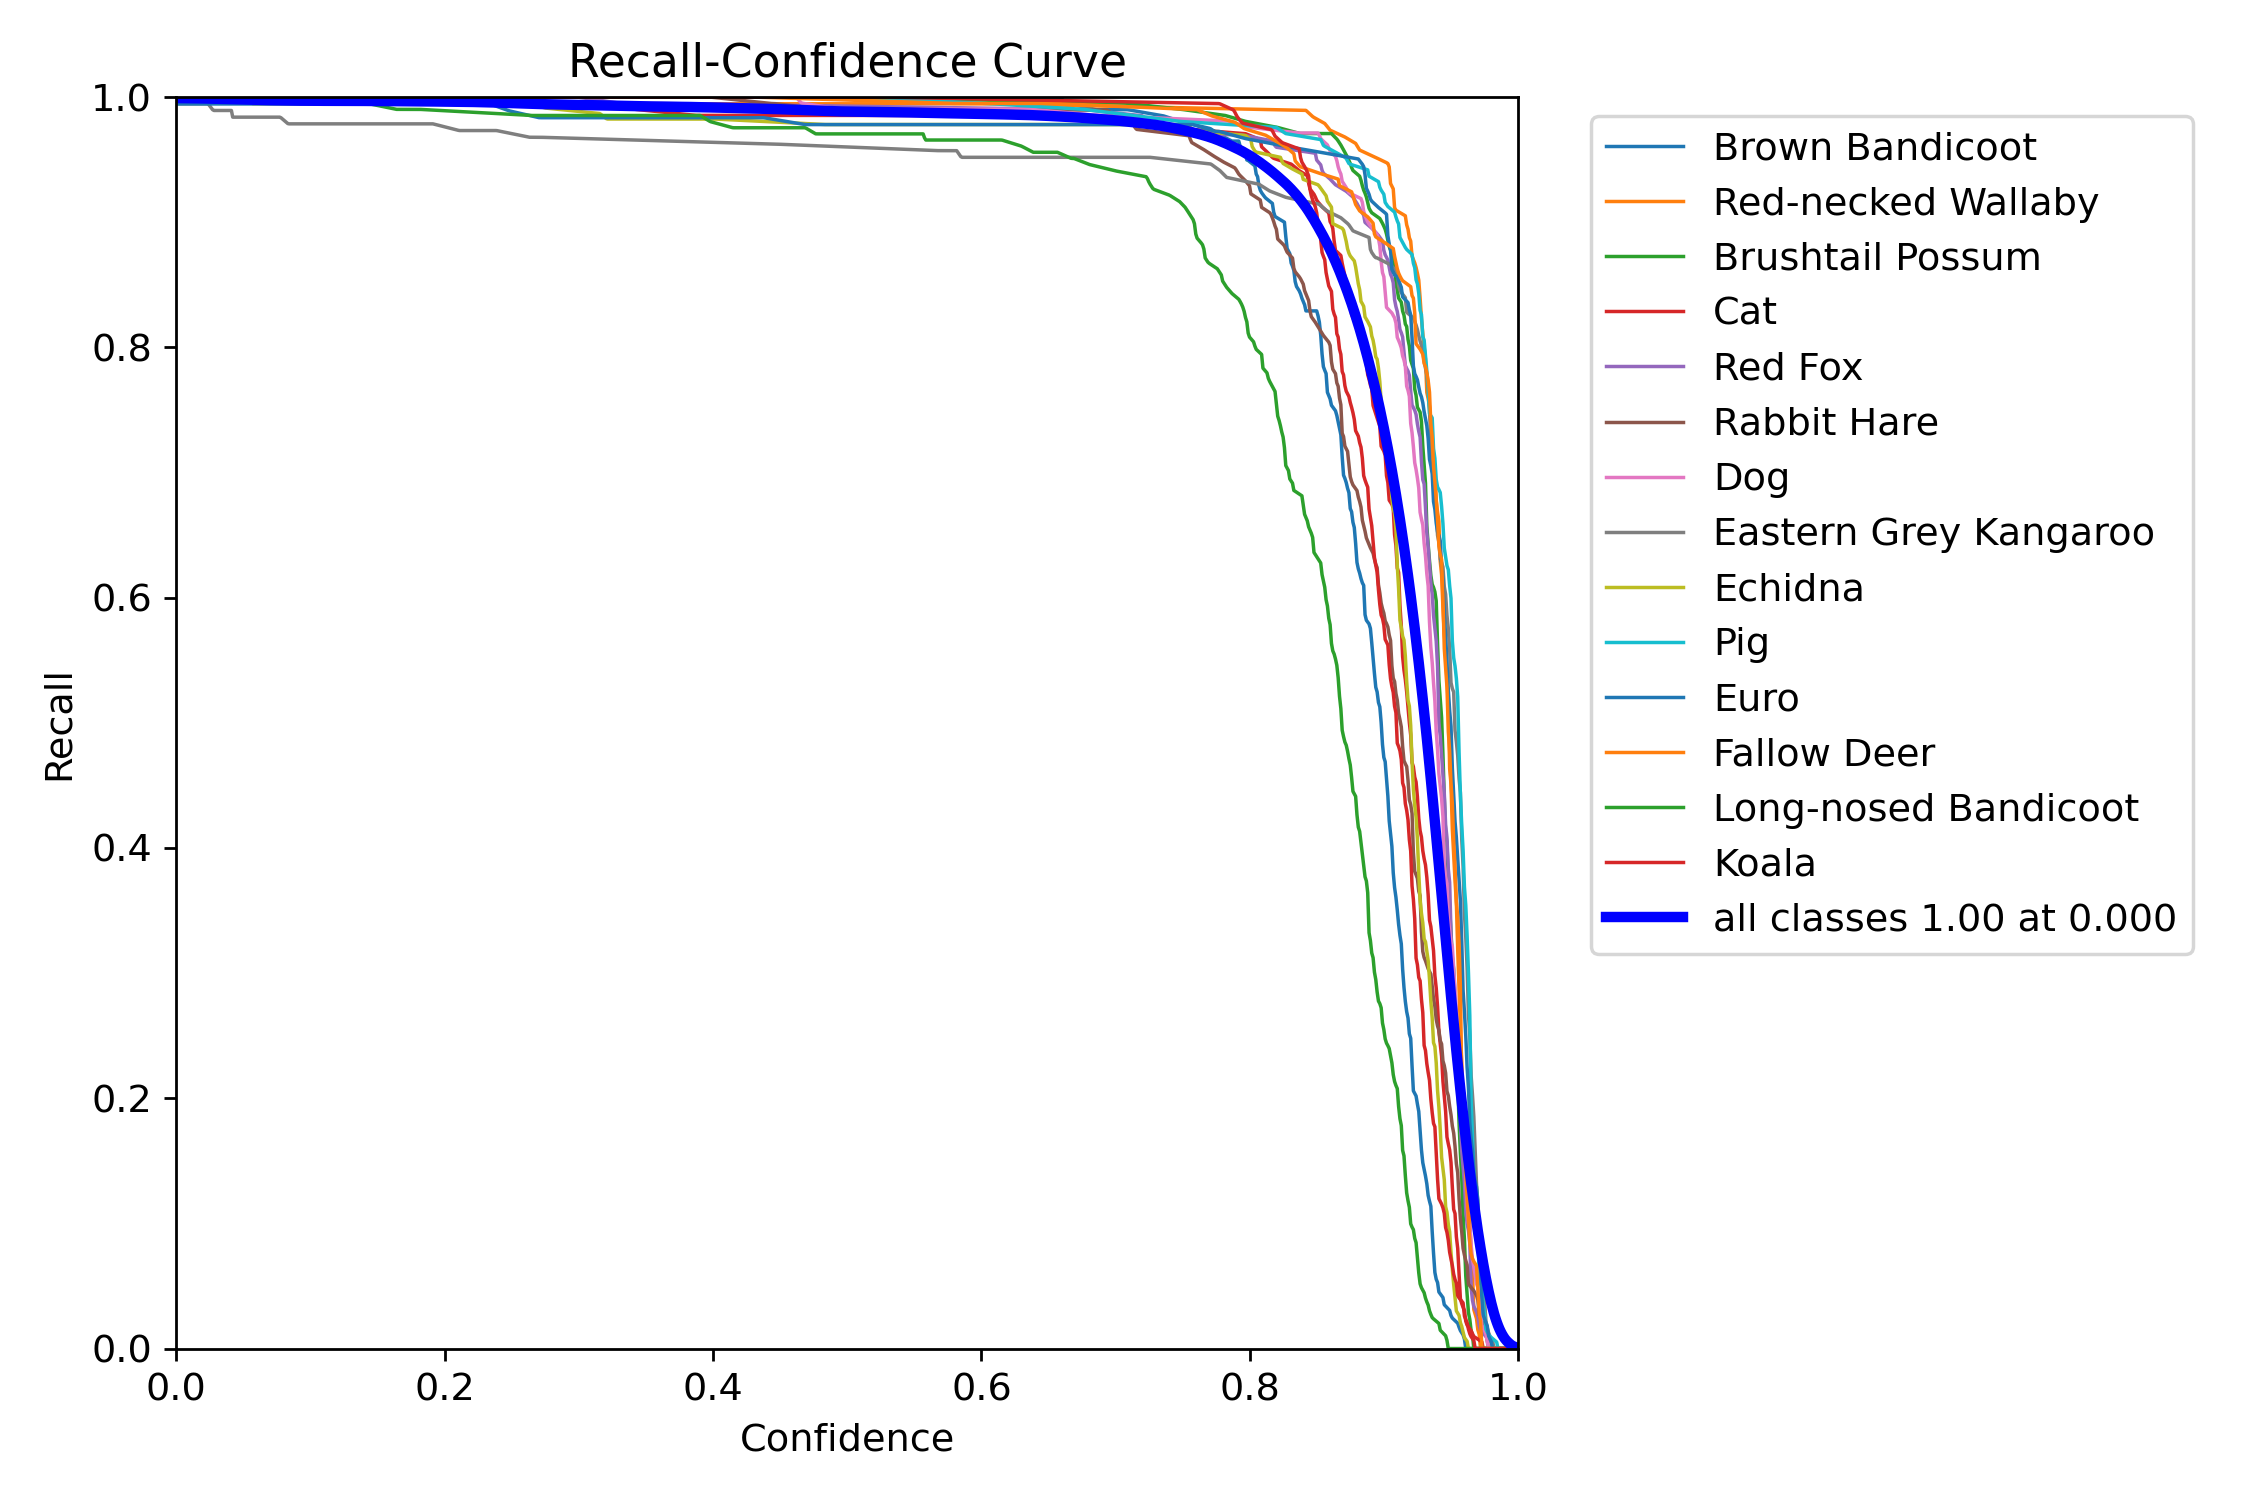 Recall-Confidence Curve
1.0
0.8
0.6
0.4
0.2
0.0
Recall
0.0 0.2 0.4 0.6 0.8 1.0
Confidence
Brown Bandicoot
Red-necked Wallaby
Brushtail Possum
Cat
Red Fox
Rabbit Hare
Dog
Eastern Grey Kangaroo
Echidna
Pig
Euro
Fallow Deer
Long-nosed Bandicoot
Koala
all classes 1.00 at 0.000